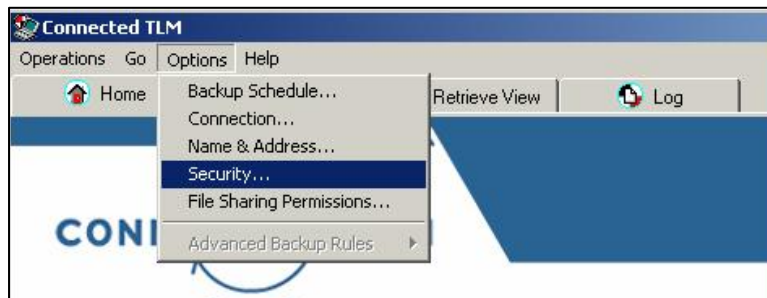 Connected TLM
Operations Go Options Help
Home Retrieve View Log
Backup Schedule...
Connection...
Name & Address...
Security...
File Sharing Permissions...
Advanced Backup Rules
CON